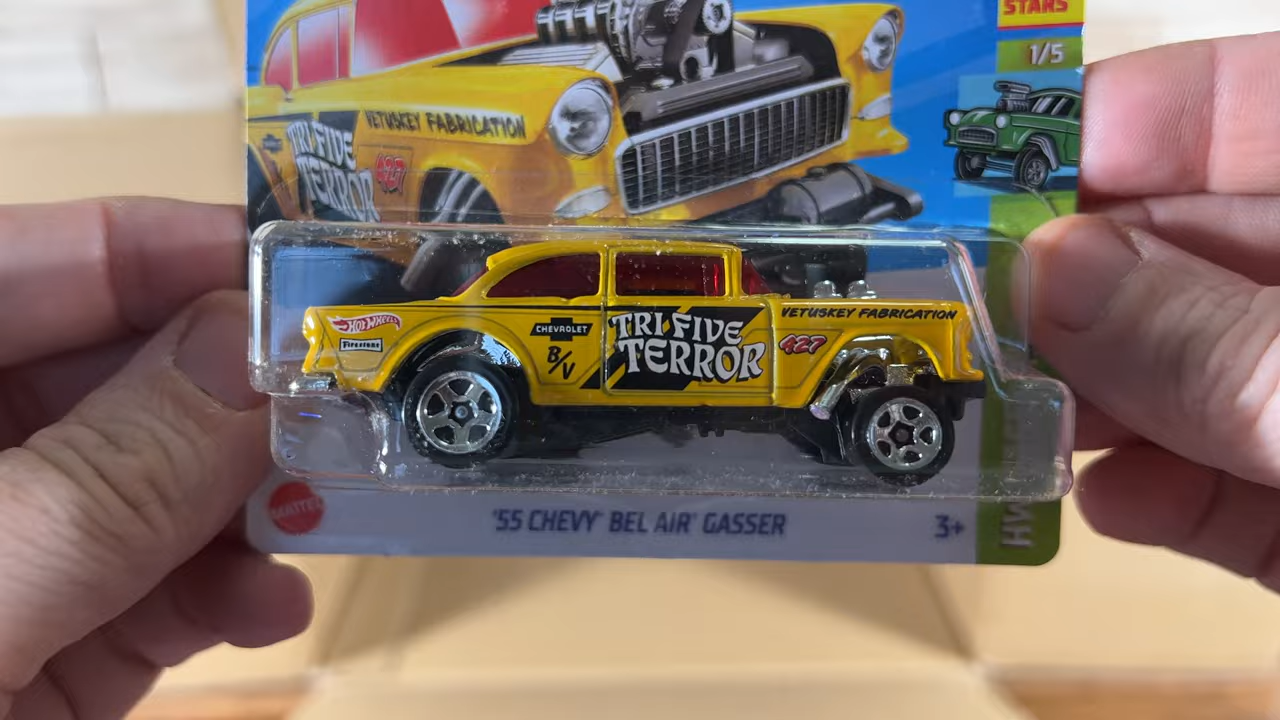 STARS
1/5
VETUSKEY FABRICATION
TRI FIVE
TERROR
427
HOT WHEELS
Firestone
CHEVROLET
B/V
TRI FIVE
TERROR
427
VETUSKEY FABRICATION
MATTEL
'55 CHEVY BEL AIR GASSER
3+
HW